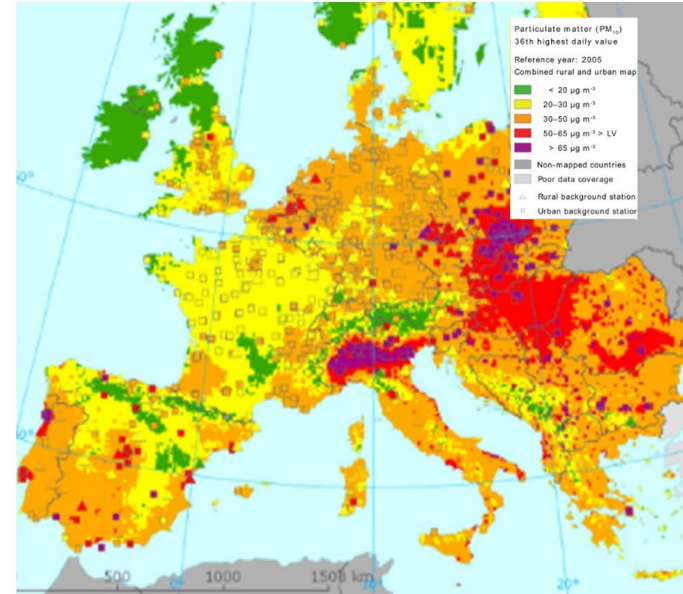 Particulate matter (PM₁₀)
36th highest daily value
Reference year: 2005
Combined rural and urban map
< 20 µg m⁻³
20–30 µg m⁻³
30–50 µg m⁻³
50–65 µg m⁻³ > LV
> 65 µg m⁻³
Non-mapped countries
Poor data coverage
Rural background station
Urban background station
500
1000
1500 km
20°